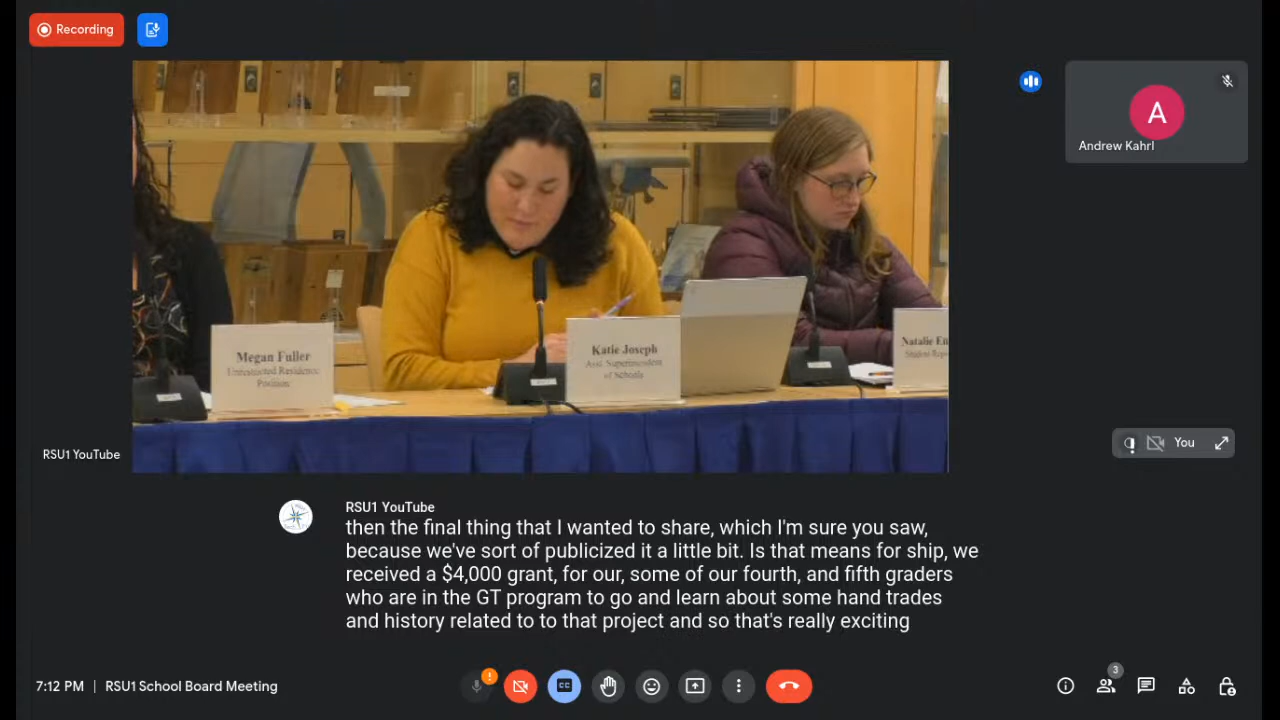 Recording
A
Andrew Kahrl
Megan Fuller
Unrestricted Residence
Position
Katie Joseph
Asst. Superintendent
of Schools
Natalie
RSU1 YouTube
You
RSU1 YouTube
then the final thing that I wanted to share, which I'm sure you saw,
because we've sort of publicized it a little bit. Is that means for ship, we
received a $4,000 grant, for our, some of our fourth, and fifth graders
who are in the GT program to go and learn about some hand trades
and history related to to that project and so that's really exciting
7:12 PM | RSU1 School Board Meeting
CC
3